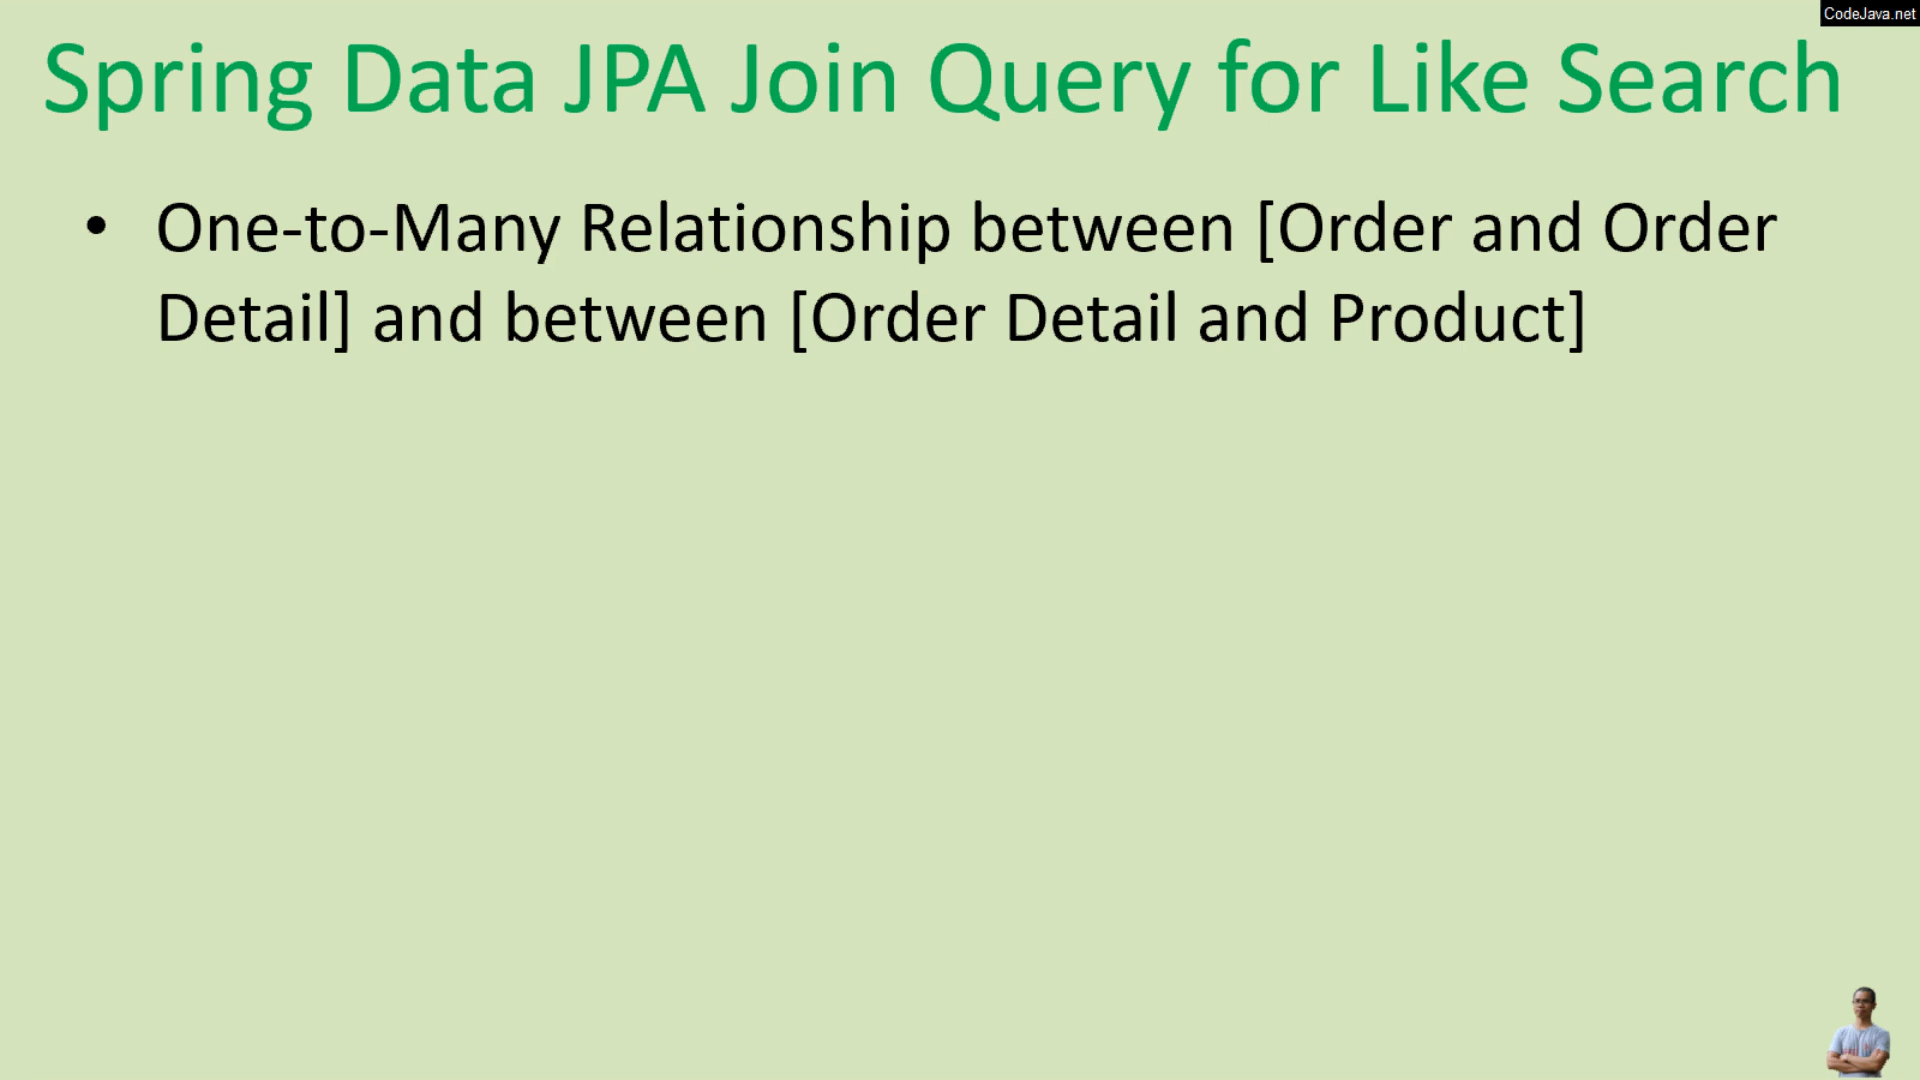 CodeJava.net
Spring Data JPA Join Query for Like Search
• One-to-Many Relationship between [Order and Order
Detail] and between [Order Detail and Product]